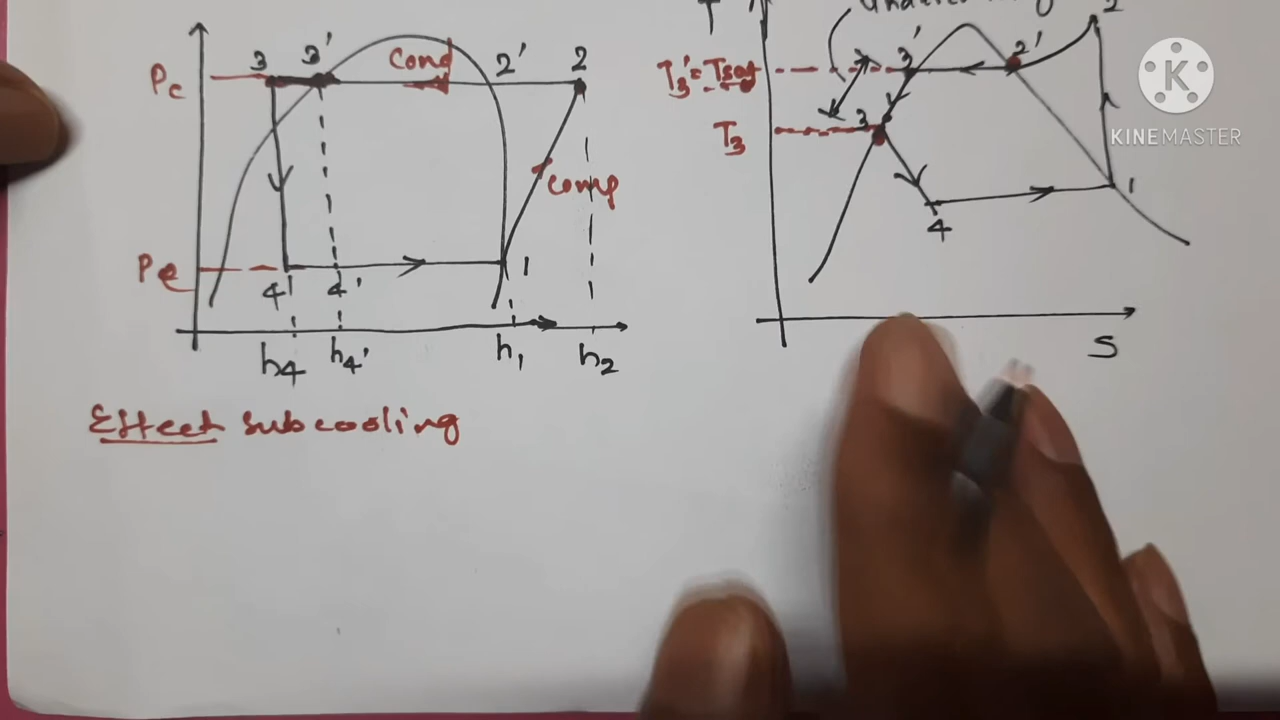 3 3' Cond 2' 2
Pc
comp
Pe
4 4' 1
h4 h4' h1 h2
Effect subcooling
T 2
3' 2'
T3'=Tsat
3
T3
1
4
S
K
KINEMASTER